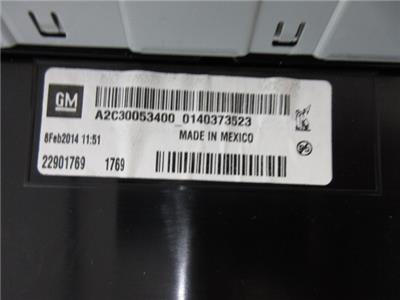 GM
A2C30053400_0140373523
8Feb2014 11:51
MADE IN MEXICO
22901769 1769